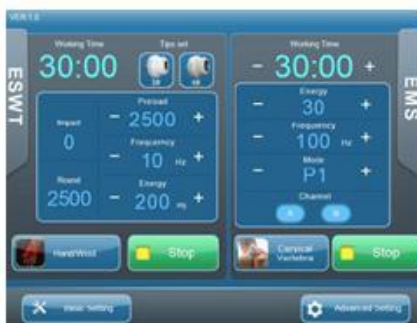 VER:1.0
ESWT
Working Time
30:00
Tips set
Impact
0
Round
2500
Preload
- 2500 +
Frequency
- 10 Hz +
Energy
- 200 mj +
Hand/Wrist
Stop
EMS
Working Time
- 30:00 +
Energy
- 30 +
Frequency
- 100 Hz +
Mode
- P1 +
Channel
A B
Cervical
Vertebra
Stop
Basic Setting
Advanced Setting